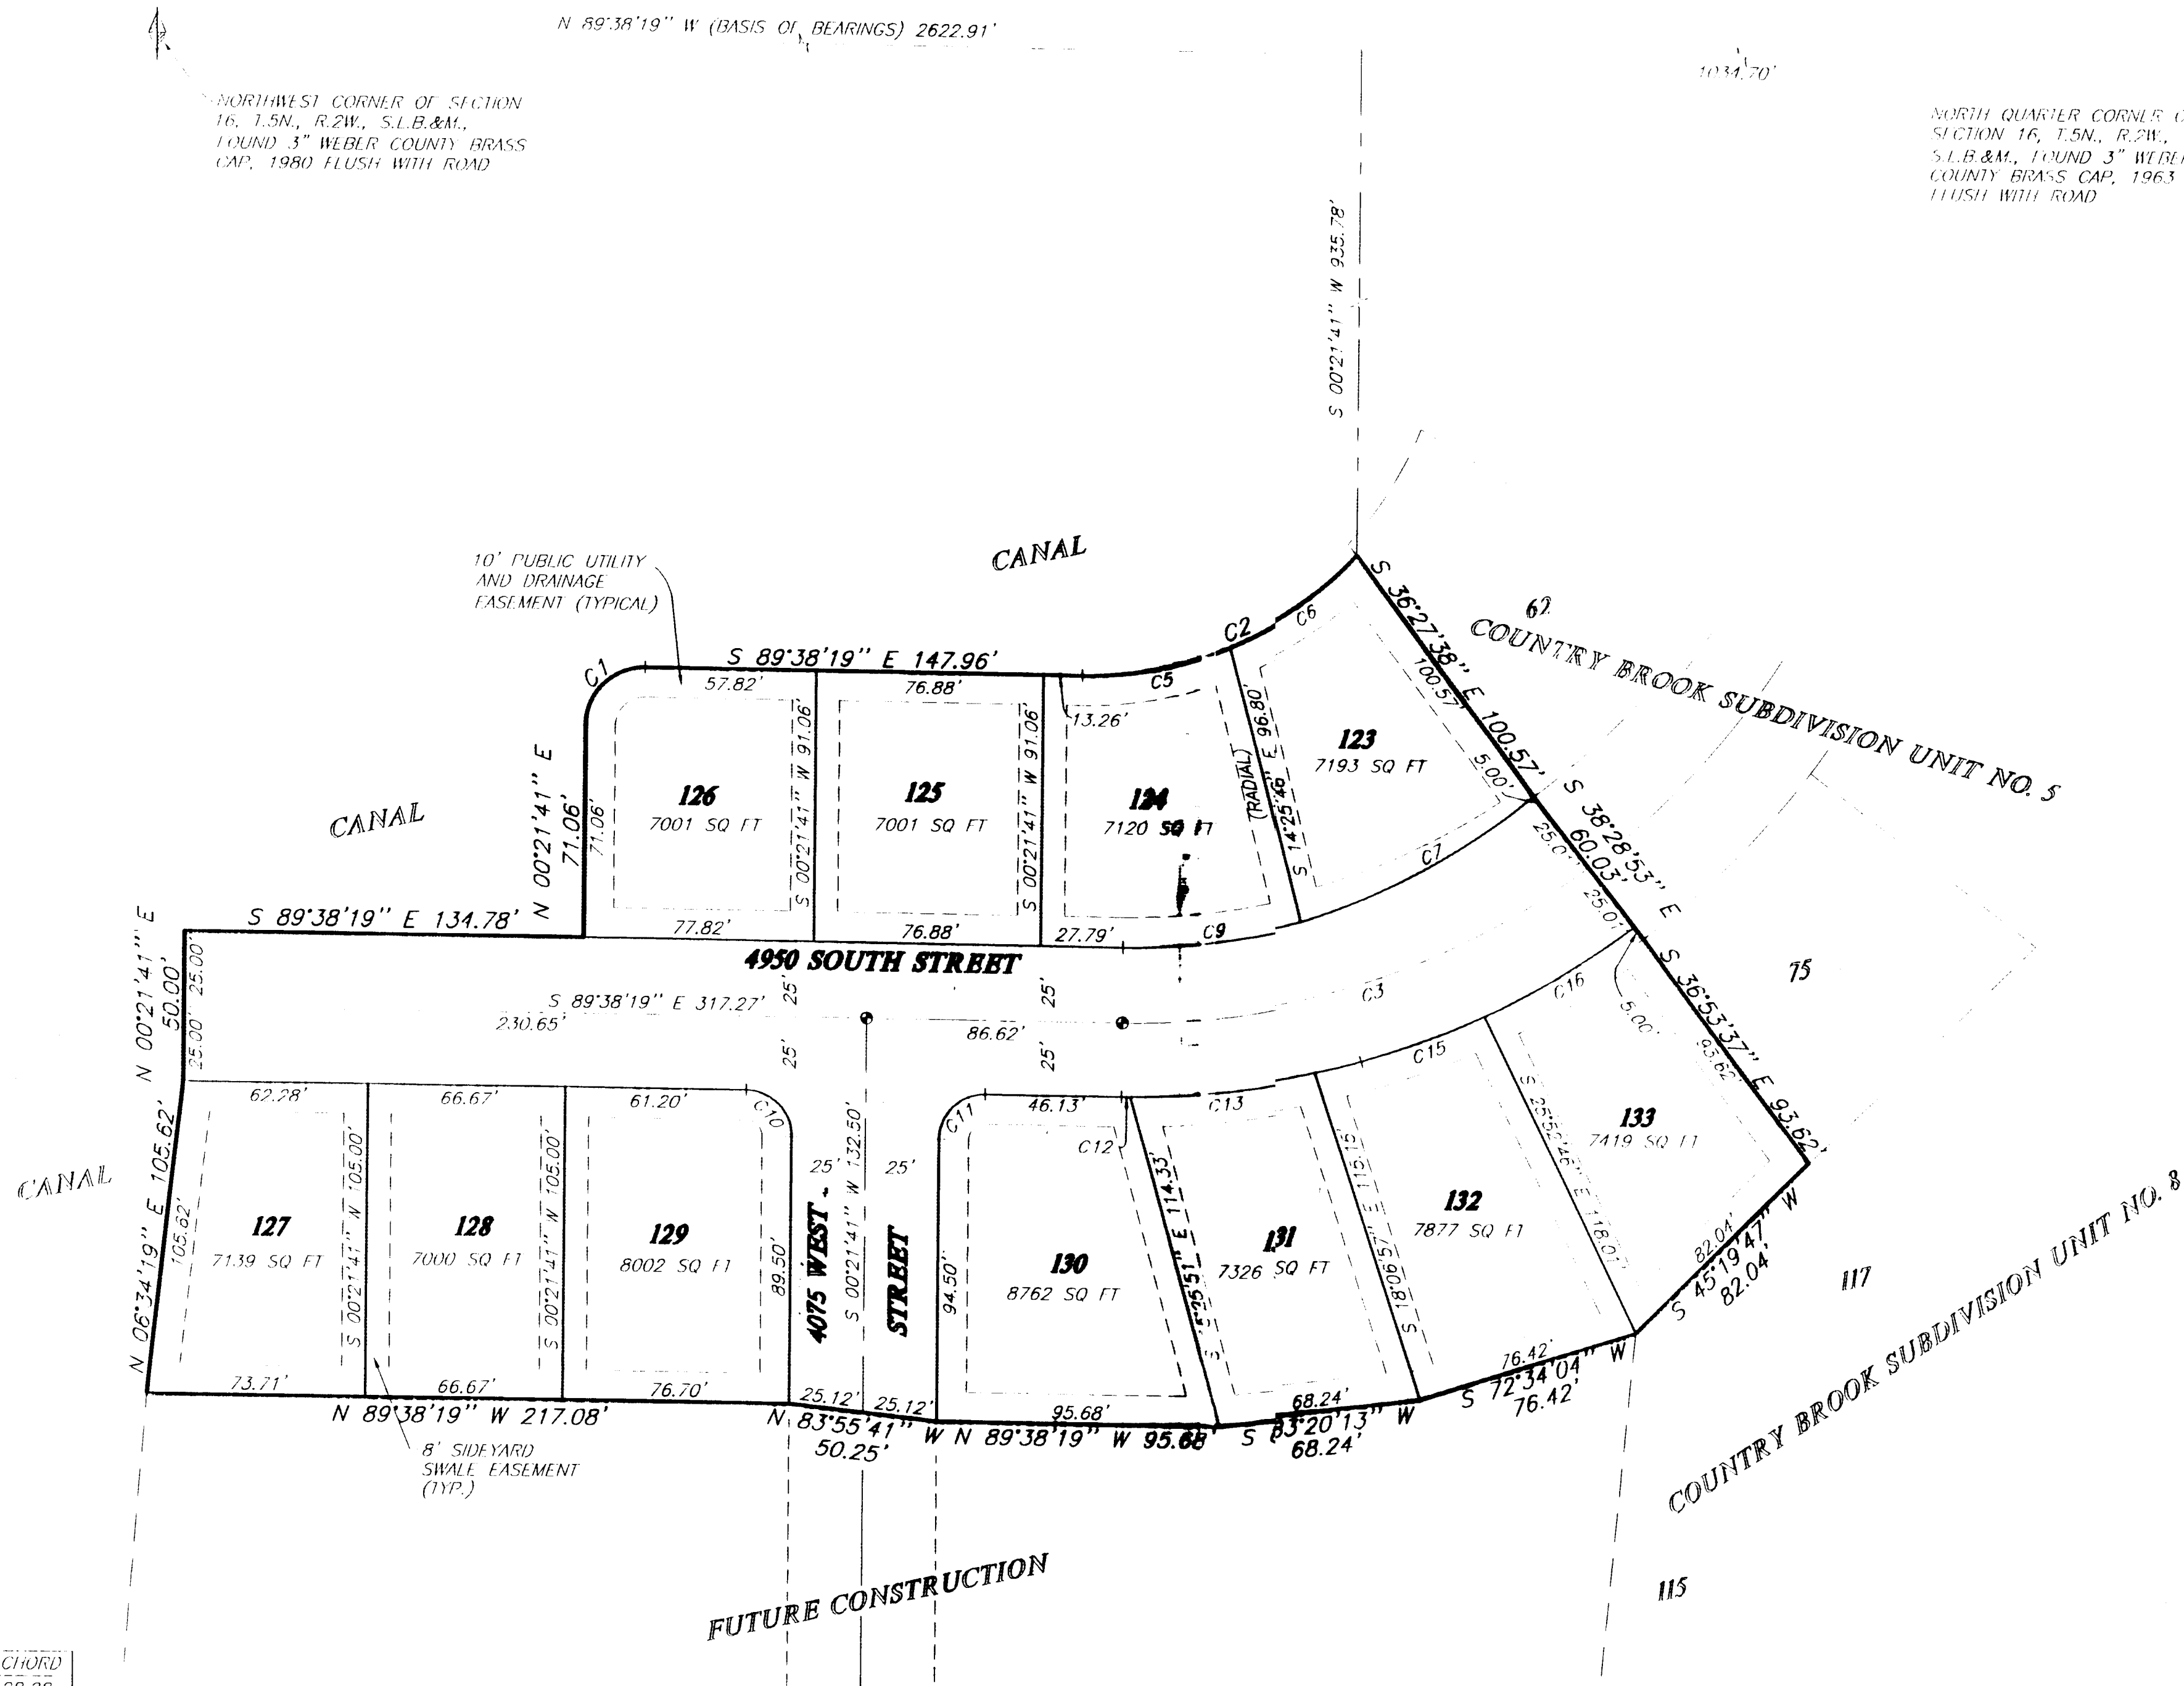 N 89°38'19" W (BASIS OF BEARINGS) 2622.91'
1034.70'
NORTHWEST CORNER OF SECTION
16, T.5N., R.2W., S.L.B.&M.,
FOUND 3" WEBER COUNTY BRASS
CAP, 1980 FLUSH WITH ROAD
NORTH QUARTER CORNER
SECTION 16, T.5N., R.2W.,
S.L.B.&M., FOUND 3" WEBER
COUNTY BRASS CAP, 1963
FLUSH WITH ROAD
S 00°21'41" W 935.78'
CANAL
10' PUBLIC UTILITY
AND DRAINAGE
EASEMENT (TYPICAL)
C1
S 89°38'19" E 147.96'
57.82'
76.88'
13.26'
C5
C2
C6
S 36°27'38" E 100.57'
100.57'
5.00'
62
COUNTRY BROOK SUBDIVISION UNIT NO. 5
CANAL
N 00°21'41" E
71.06'
71.06'
126
7001 SQ FT
S 00°21'41" W 91.06'
125
7001 SQ FT
S 00°21'41" W 91.06'
124
7120 SQ FT
(RADIAL)
S 14°25'46" E 96.80'
123
7193 SQ FT
C7
S 38°28'53" E
60.03'
25.01'
25.01'
S 89°38'19" E 134.78'
77.82'
76.88'
27.79'
C9
4950 SOUTH STREET
N 00°21'41" E
50.00'
25.00'
25.00'
S 89°38'19" E 317.27'
230.65'
86.62'
25'
25'
25'
25'
C3
C16
5.00'
75
S 36°53'37" E 93.62'
93.62'
CANAL
N 06°34'19" E 105.62'
105.62'
62.28'
66.67'
61.20'
C10
C11
46.13'
C12
C13
C15
127
7139 SQ FT
S 00°21'41" W 105.00'
128
7000 SQ FT
S 00°21'41" W 105.00'
129
8002 SQ FT
89.50'
25'
25'
4075 WEST
STREET
S 00°21'41" W 132.50'
94.50'
130
8762 SQ FT
S 15°25'51" E 114.33'
131
7326 SQ FT
S 18°06'57" E 115.15'
132
7877 SQ FT
S 25°52'46" E 118.01'
133
7419 SQ FT
82.04'
S 45°19'47" W
82.04'
73.71'
66.67'
76.70'
25.12'
25.12'
95.68'
68.24'
76.42'
N 89°38'19" W 217.08'
N 83°55'41" W
50.25'
N 89°38'19" W 95.68'
S 83°20'13" W
68.24'
S 72°34'04" W
76.42'
8' SIDEYARD
SWALE EASEMENT
(TYP.)
117
COUNTRY BROOK SUBDIVISION UNIT NO. 8
115
FUTURE CONSTRUCTION
CHORD